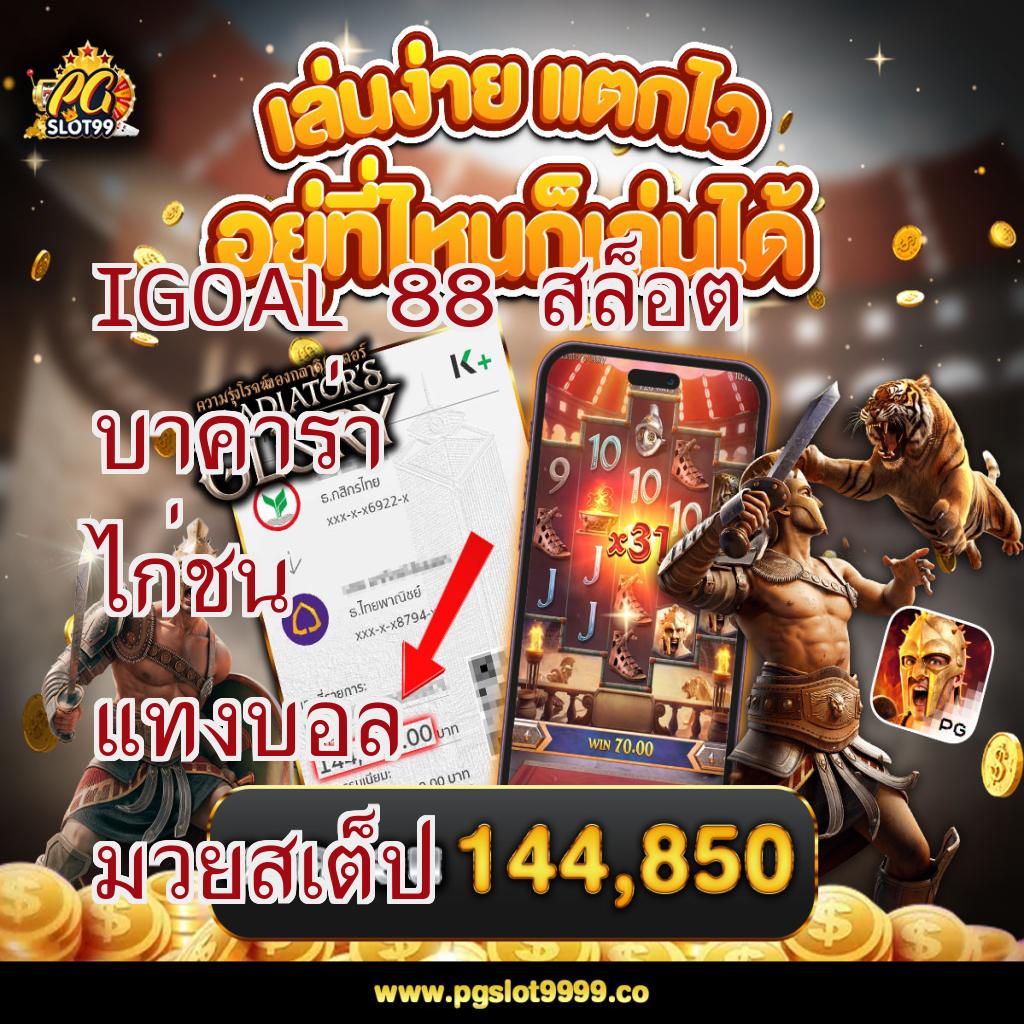 PG
SLOT99
เล่นง่าย แตกไว
อยู่ที่ไหนก็เล่นได้
IGOAL 88 สล็อต
บาคาร่า
ไก่ชน
แทงบอล
มวยสเต็ป
K+
ธ.กสิกรไทย
xxx-x-x6922-x
ธ.ไทยพาณิชย์
xxx-x-x8794-
9
10
10
10
J
J
J
x31
WIN 70.00
PG
144,850
www.pgslot9999.co